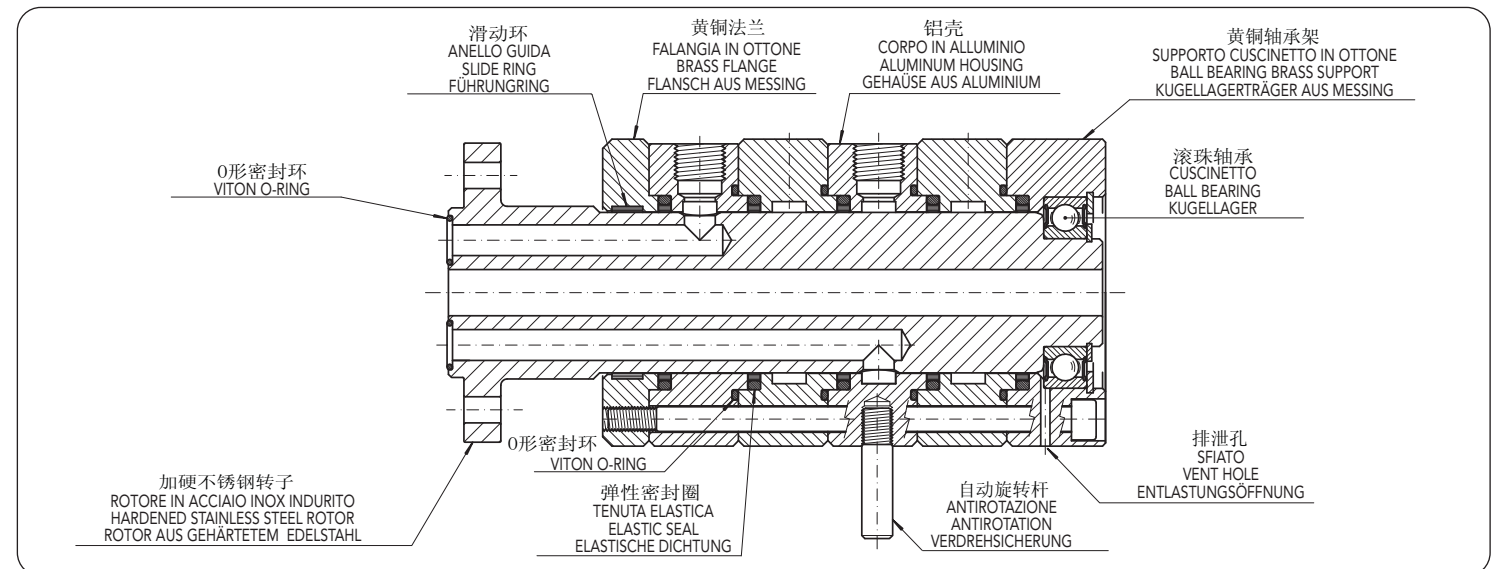 滑动环
ANELLO GUIDA
SLIDE RING
FÜHRUNGRING
黄铜法兰
FALANGIA IN OTTONE
BRASS FLANGE
FLANSCH AUS MESSING
铝壳
CORPO IN ALLUMINIO
ALUMINUM HOUSING
GEHAÜSE AUS ALUMINIUM
黄铜轴承架
SUPPORTO CUSCINETTO IN OTTONE
BALL BEARING BRASS SUPPORT
KUGELLAGERTRÄGER AUS MESSING
O形密封环
VITON O-RING
滚珠轴承
CUSCINETTO
BALL BEARING
KUGELLAGER
O形密封环
VITON O-RING
加硬不锈钢转子
ROTORE IN ACCIAIO INOX INDURITO
HARDENED STAINLESS STEEL ROTOR
ROTOR AUS GEHÄRTETEM EDELSTAHL
弹性密封圈
TENUTA ELASTICA
ELASTIC SEAL
ELASTISCHE DICHTUNG
自动旋转杆
ANTIROTAZIONE
ANTIROTATION
VERDREHSICHERUNG
排泄孔
SFIATO
VENT HOLE
ENTLASTUNGSÖFFNUNG